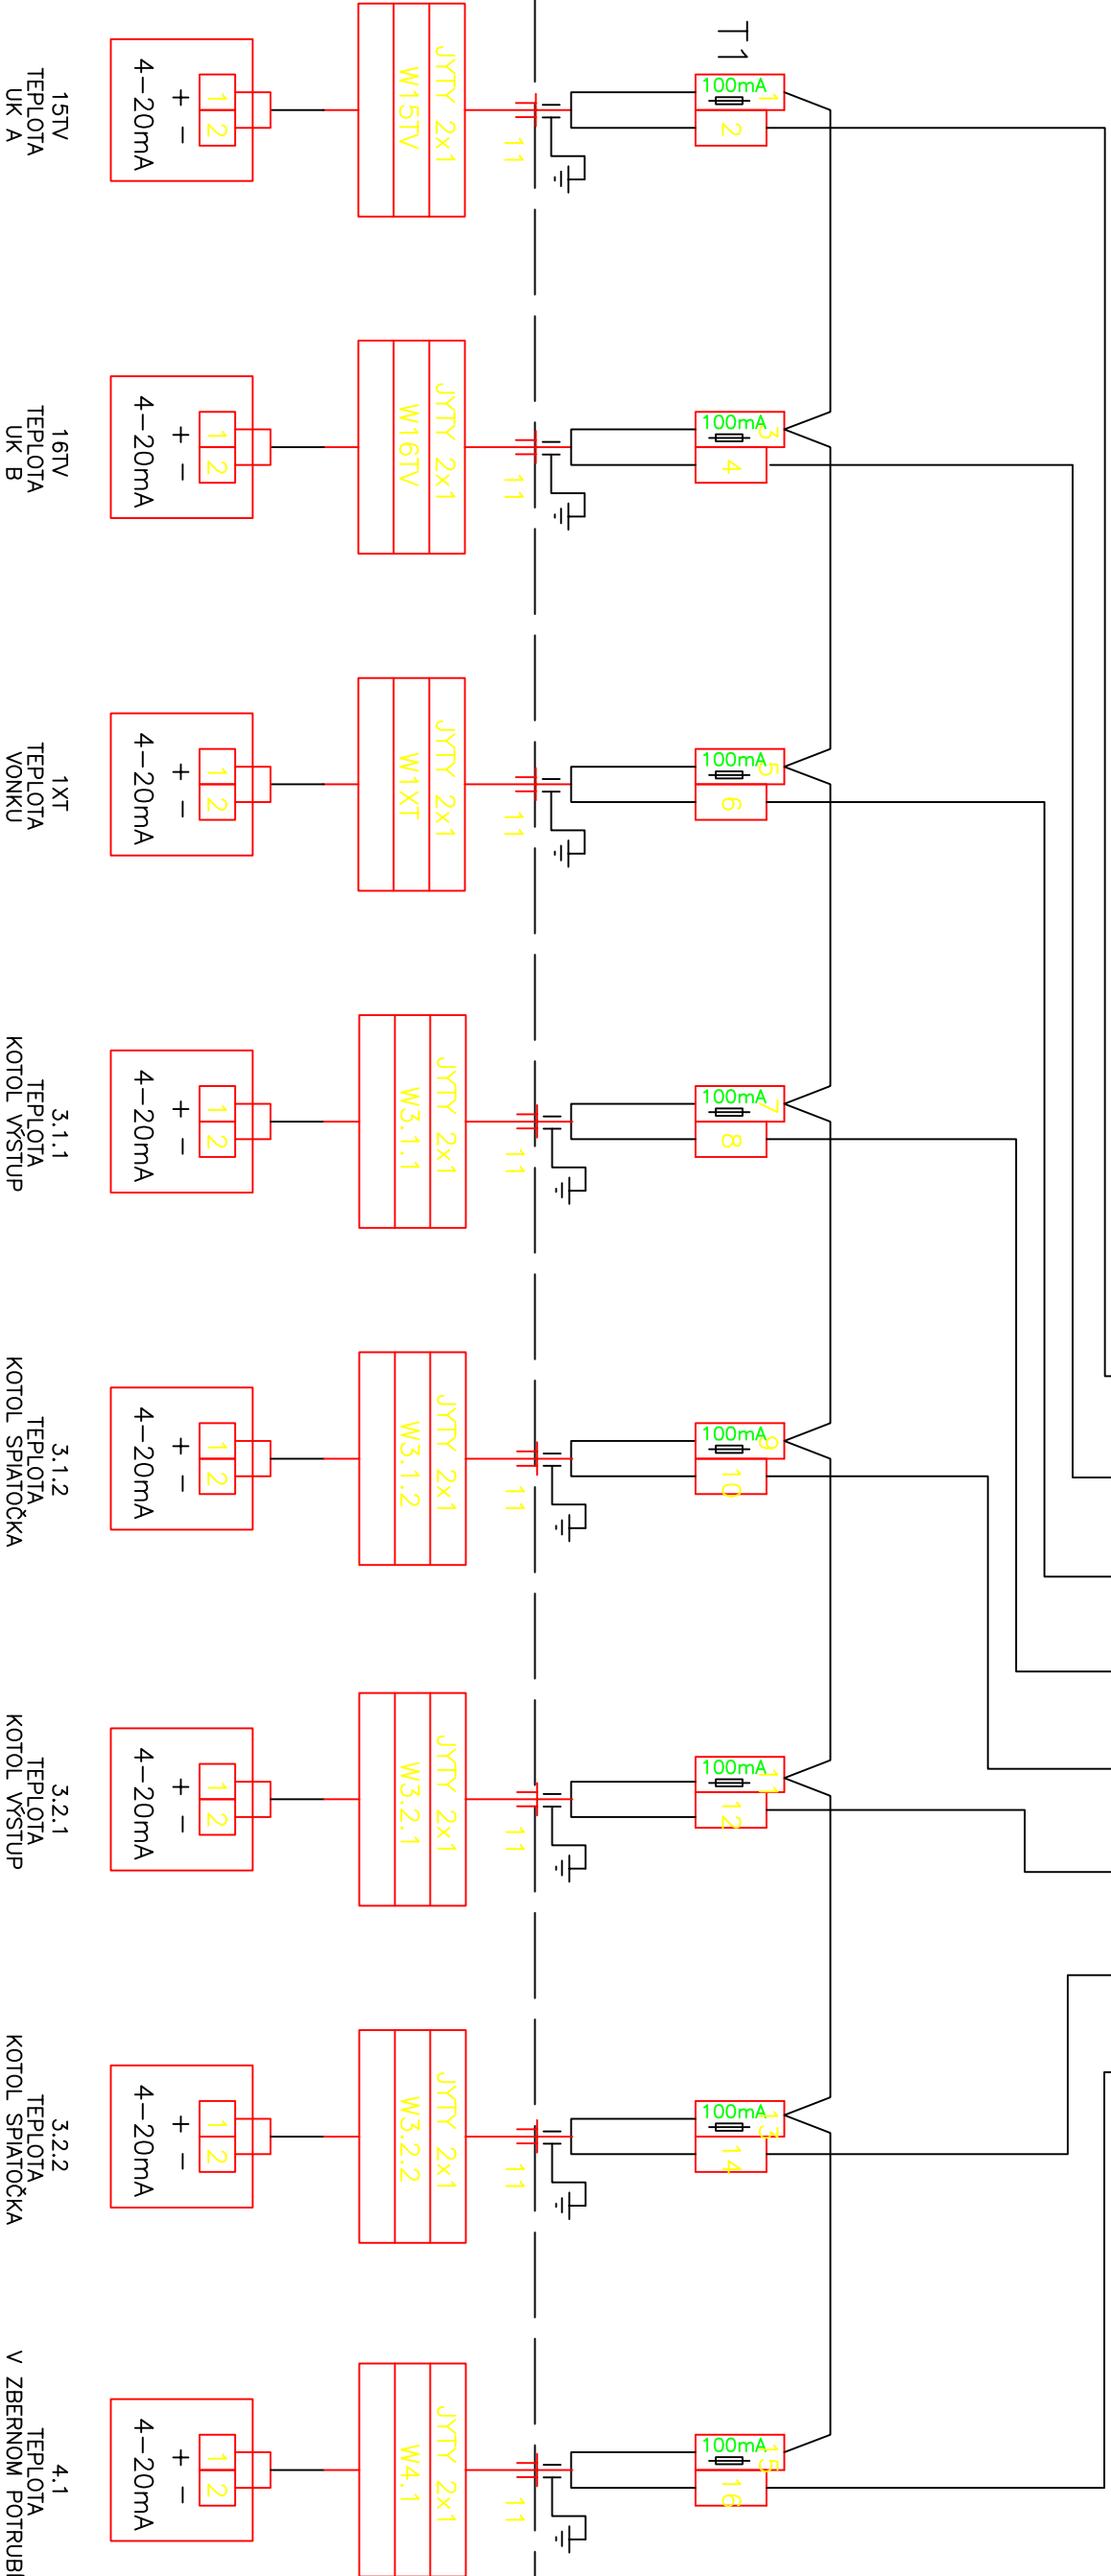 T1
15TV
TEPLOTA
UK A
4-20mA
+ -
1 2
JYTY 2x1
W15TV
11
100mA
1
2
16TV
TEPLOTA
UK B
4-20mA
+ -
1 2
JYTY 2x1
W16TV
11
100mA
3
4
1XT
TEPLOTA
VONKU
4-20mA
+ -
1 2
JYTY 2x1
W1XT
11
100mA
5
6
3.1.1
TEPLOTA
KOTOL VÝSTUP
4-20mA
+ -
1 2
JYTY 2x1
W3.1.1
11
100mA
7
8
3.1.2
TEPLOTA
KOTOL SPIATOČKA
4-20mA
+ -
1 2
JYTY 2x1
W3.1.2
11
100mA
9
10
3.2.1
TEPLOTA
KOTOL VÝSTUP
4-20mA
+ -
1 2
JYTY 2x1
W3.2.1
11
100mA
11
12
3.2.2
TEPLOTA
KOTOL SPIATOČKA
4-20mA
+ -
1 2
JYTY 2x1
W3.2.2
11
100mA
13
14
4.1
TEPLOTA
V ZBERNOM
4-20mA
+ -
1 2
JYTY 2x1
W4.1
11
100mA
15
16